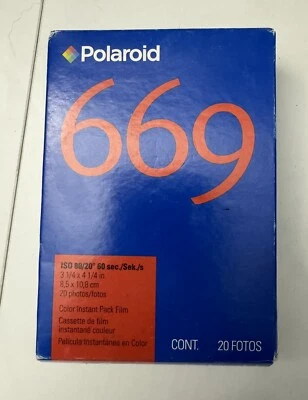 Polaroid
669
ISO 80/20° 60 sec./Sek./s
3 1/4 x 4 1/4 in
8,5 x 10,8 cm
20 photos/fotos
Color Instant Pack Film
Cassette de film
instantané couleur
Película Instantánea en Color
CONT. 20 FOTOS